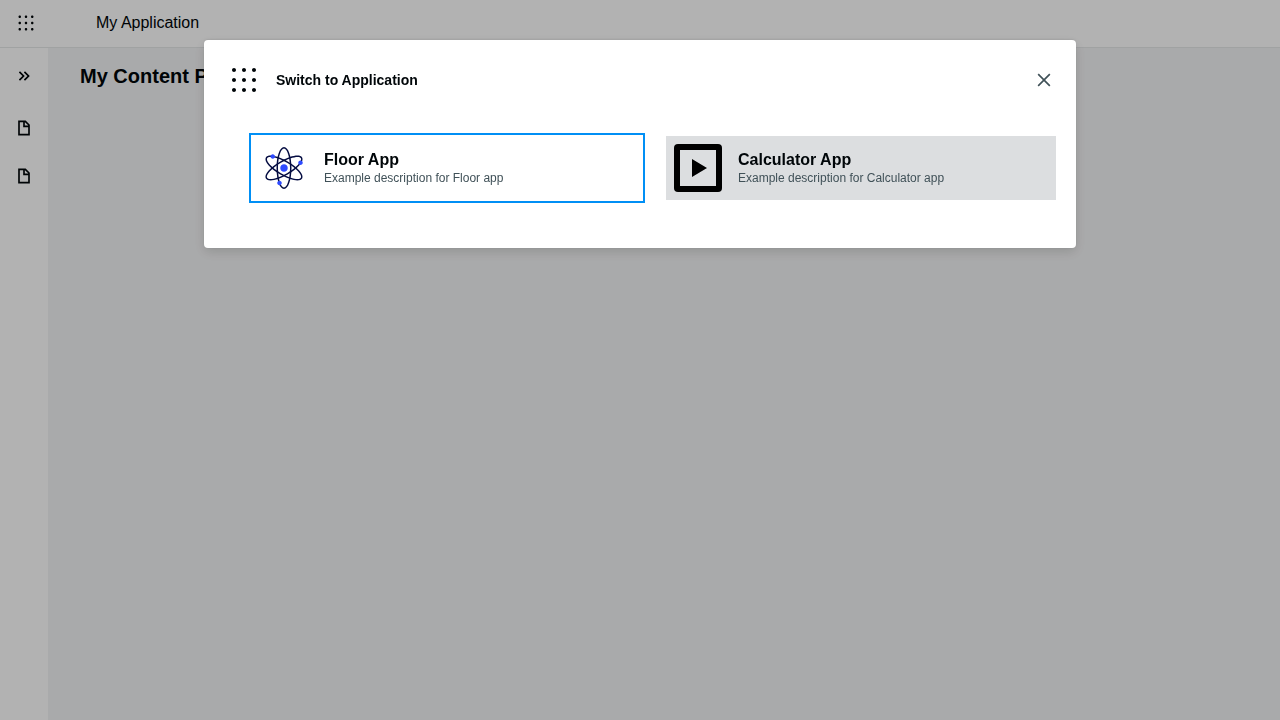 My Application
My Content P
Switch to Application
Floor App
Example description for Floor app
Calculator App
Example description for Calculator app